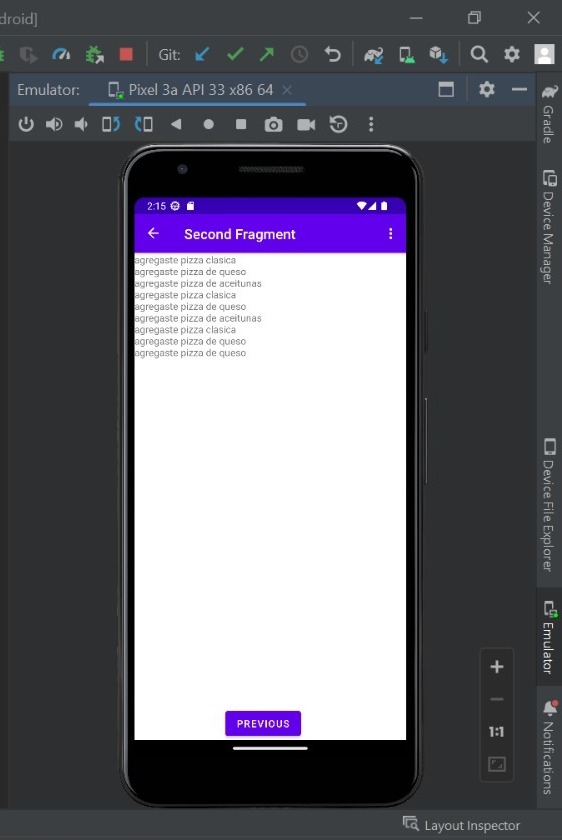 droid]
Git:
Emulator:
Pixel 3a API 33 x86 64
Gradle
Device Manager
2:15
Second Fragment
agregaste pizza clasica
agregaste pizza de queso
agregaste pizza de aceitunas
agregaste pizza clasica
agregaste pizza de queso
agregaste pizza de aceitunas
agregaste pizza clasica
agregaste pizza de queso
agregaste pizza de queso
Device File Explorer
Emulator
PREVIOUS
1:1
Notifications
Layout Inspector